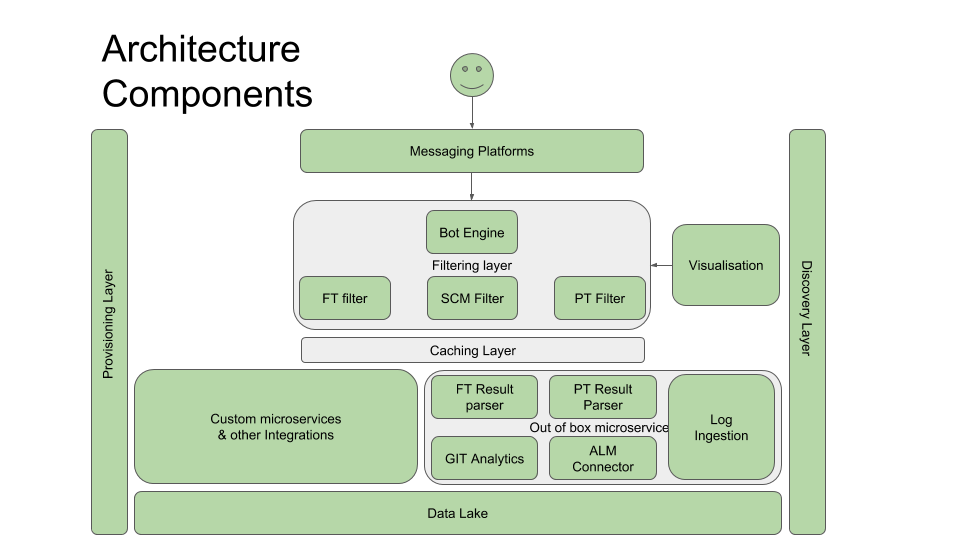 Architecture
Components
Messaging Platforms
Bot Engine
Filtering layer
FT filter
SCM Filter
PT Filter
Visualisation
Provisioning Layer
Discovery Layer
Caching Layer
Custom microservices
& other Integrations
FT Result
parser
PT Result
Parser
Out of box microservice
GIT Analytics
ALM
Connector
Log
Ingestion
Data Lake